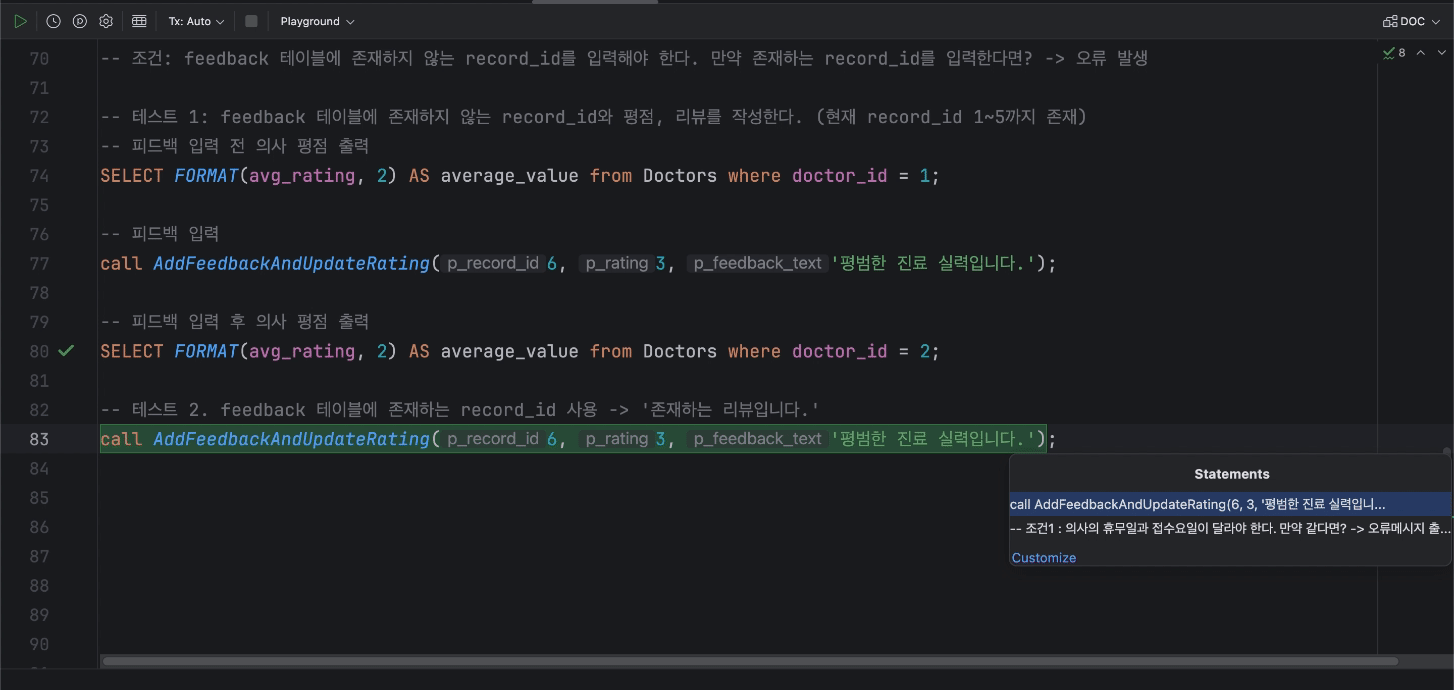 Tx: Auto Playground DOC
8
70 -- 조건: feedback 테이블에 존재하지 않는 record_id를 입력해야 한다. 만약 존재하는 record_id를 입력한다면? -> 오류 발생
71
72 -- 테스트 1: feedback 테이블에 존재하지 않는 record_id와 평점, 리뷰를 작성한다. (현재 record_id 1~5까지 존재)
73 -- 피드백 입력 전 의사 평점 출력
74 SELECT FORMAT(avg_rating, 2) AS average_value from Doctors where doctor_id = 1;
75
76 -- 피드백 입력
77 call AddFeedbackAndUpdateRating( p_record_id 6, p_rating 3, p_feedback_text '평범한 진료 실력입니다.');
78
79 -- 피드백 입력 후 의사 평점 출력
80 SELECT FORMAT(avg_rating, 2) AS average_value from Doctors where doctor_id = 2;
81
82 -- 테스트 2. feedback 테이블에 존재하는 record_id 사용 -> '존재하는 리뷰입니다.'
83 call AddFeedbackAndUpdateRating( p_record_id 6, p_rating 3, p_feedback_text '평범한 진료 실력입니다.');
84
Statements
85
call AddFeedbackAndUpdateRating(6, 3, '평범한 진료 실력입니...
86
-- 조건1 : 의사의 휴무일과 접수요일이 달라야 한다. 만약 같다면? -> 오류메시지 출...
87
Customize
88
89
90